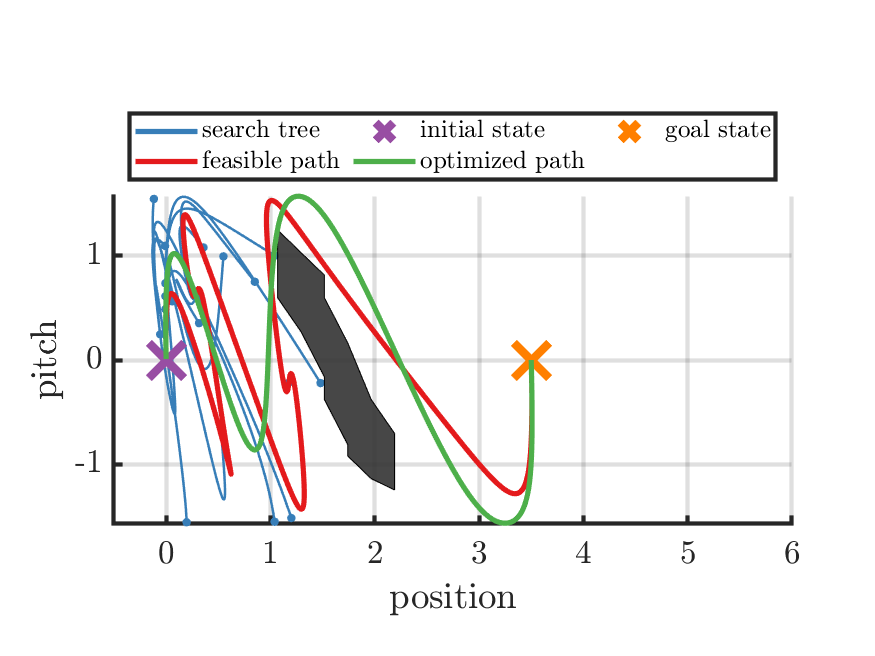 search tree initial state goal state
feasible path optimized path
1
0
-1
pitch
0 1 2 3 4 5 6
position